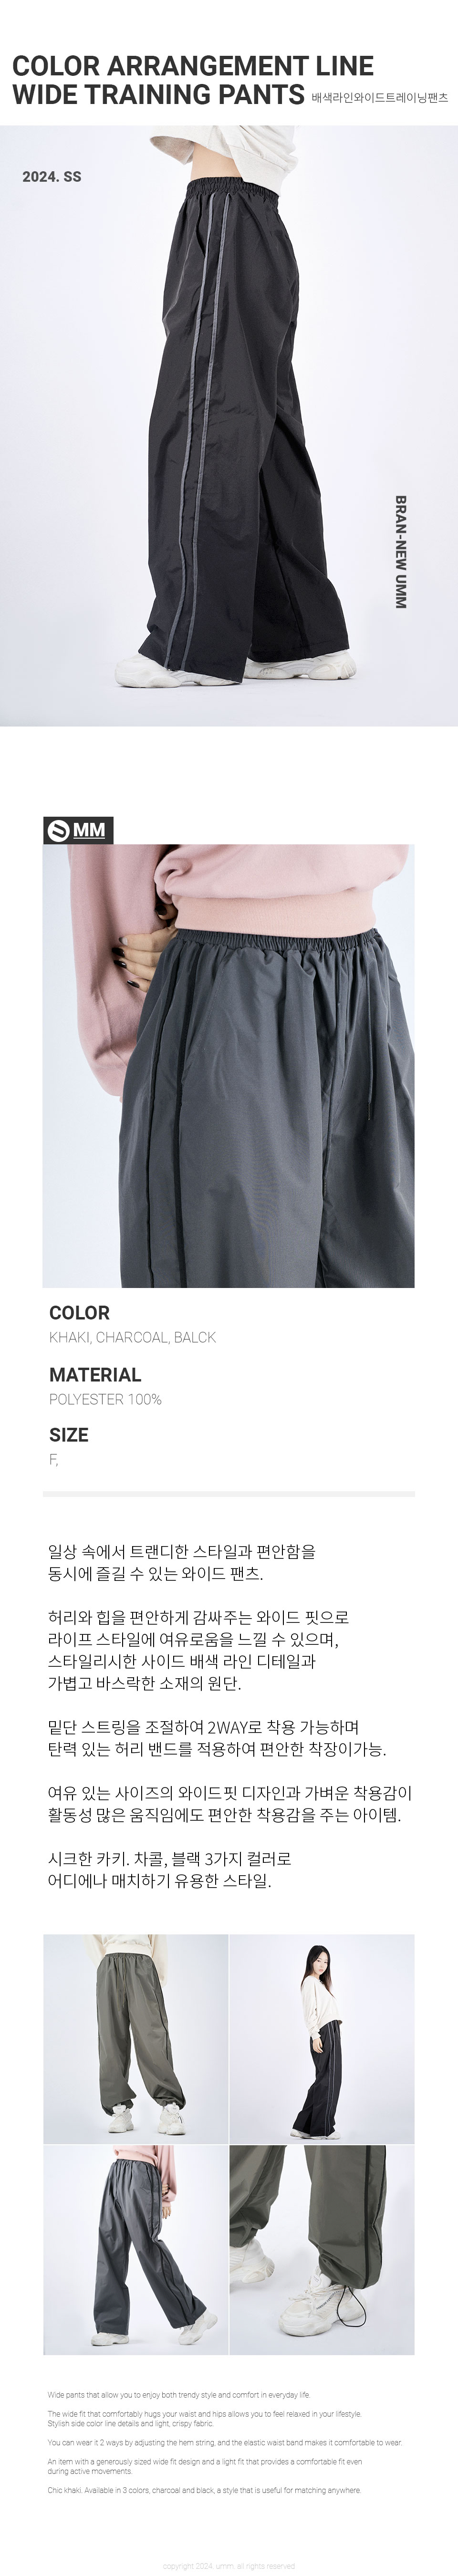 COLOR ARRANGEMENT LINE
WIDE TRAINING PANTS 배색라인와이드트레이닝팬츠
2024. SS
BRAN-NEW UMM
MM
COLOR
KHAKI, CHARCOAL, BALCK
MATERIAL
POLYESTER 100%
SIZE
F,
일상 속에서 트랜디한 스타일과 편안함을
동시에 즐길 수 있는 와이드 팬츠.
허리와 힙을 편안하게 감싸주는 와이드 핏으로
라이프 스타일에 여유로움을 느낄 수 있으며,
스타일리시한 사이드 배색 라인 디테일과
가볍고 바스락한 소재의 원단.
밑단 스트링을 조절하여 2WAY로 착용 가능하며
탄력 있는 허리 밴드를 적용하여 편안한 착장이가능.
여유 있는 사이즈의 와이드핏 디자인과 가벼운 착용감이
활동성 많은 움직임에도 편안한 착용감을 주는 아이템.
시크한 카키. 차콜, 블랙 3가지 컬러로
어디에나 매치하기 유용한 스타일.
Wide pants that allow you to enjoy both trendy style and comfort in everyday life.
The wide fit that comfortably hugs your waist and hips allows you to feel relaxed in your lifestyle.
Stylish side color line details and light, crispy fabric.
You can wear it 2 ways by adjusting the hem string, and the elastic waist band makes it comfortable to wear.
An item with a generously sized wide fit design and a light fit that provides a comfortable fit even
during active movements.
Chic khaki. Available in 3 colors, charcoal and black, a style that is useful for matching anywhere.
copyright 2024. umm. all rights reserved